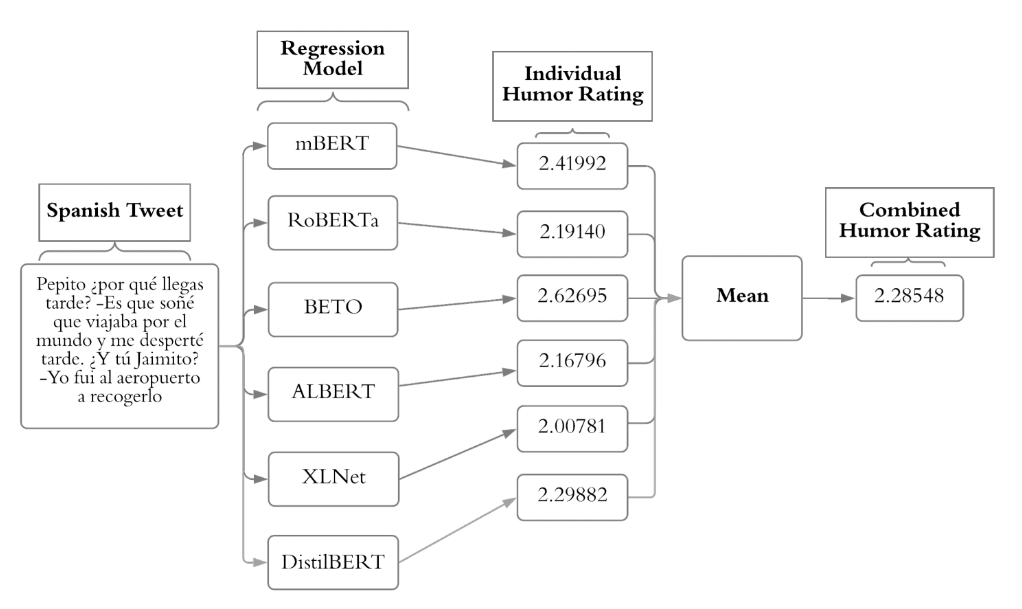 Spanish Tweet
Pepito ¿por qué llegas
tarde? -Es que soñé
que viajaba por el
mundo y me desperté
tarde. ¿Y tú Jaimito?
-Yo fui al aeropuerto
a recogerlo
Regression
Model
mBERT
RoBERTa
BETO
ALBERT
XLNet
DistilBERT
Individual
Humor Rating
2.41992
2.19140
2.62695
2.16796
2.00781
2.29882
Mean
Combined
Humor Rating
2.28548